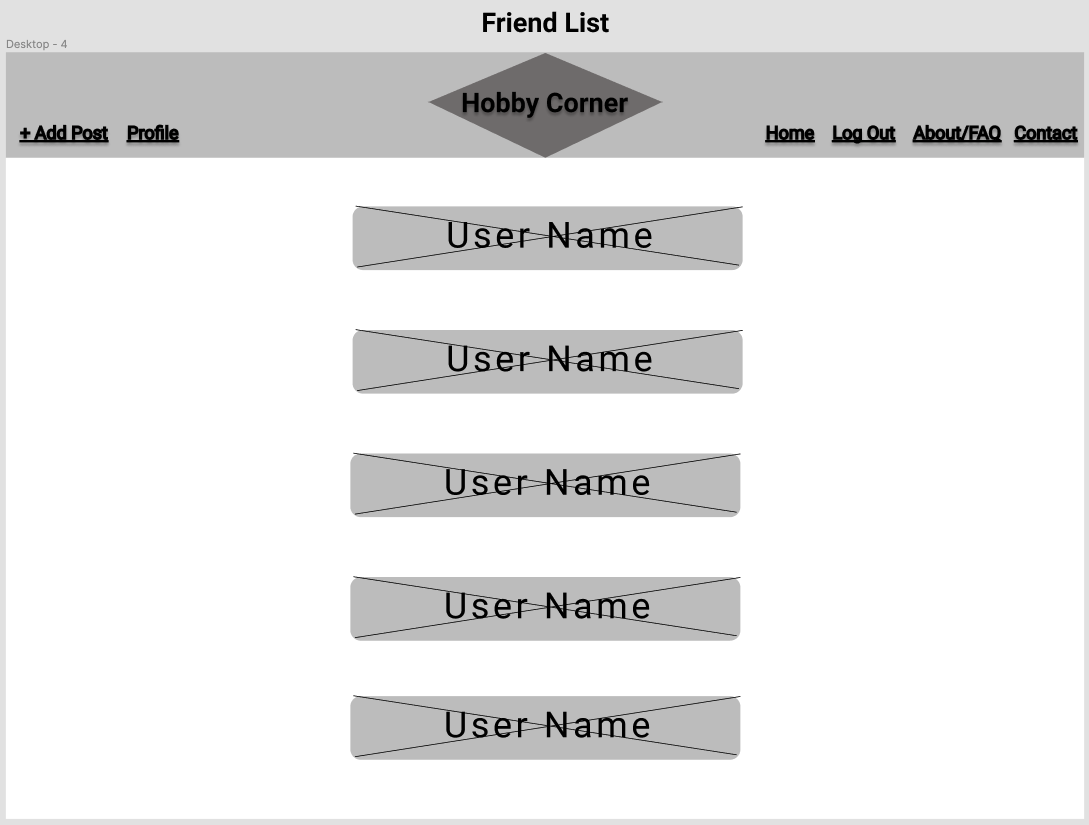 Friend List
Desktop - 4
Hobby Corner
+ Add Post Profile Home Log Out About/FAQ Contact
User Name
User Name
User Name
User Name
User Name